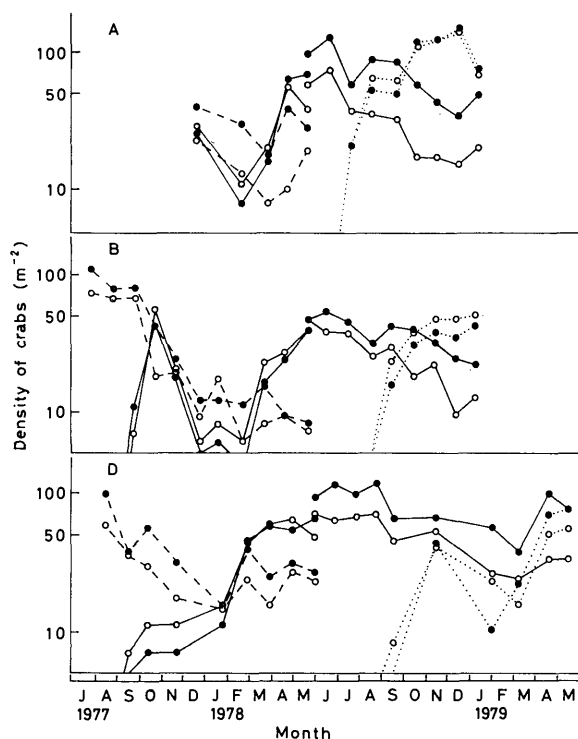 A
100
50
10
B
100
50
10
D
100
50
10
Density of crabs (m⁻²)
J A S O N D J F M A M J J A S O N D J F M A M
1977 1978 1979
Month